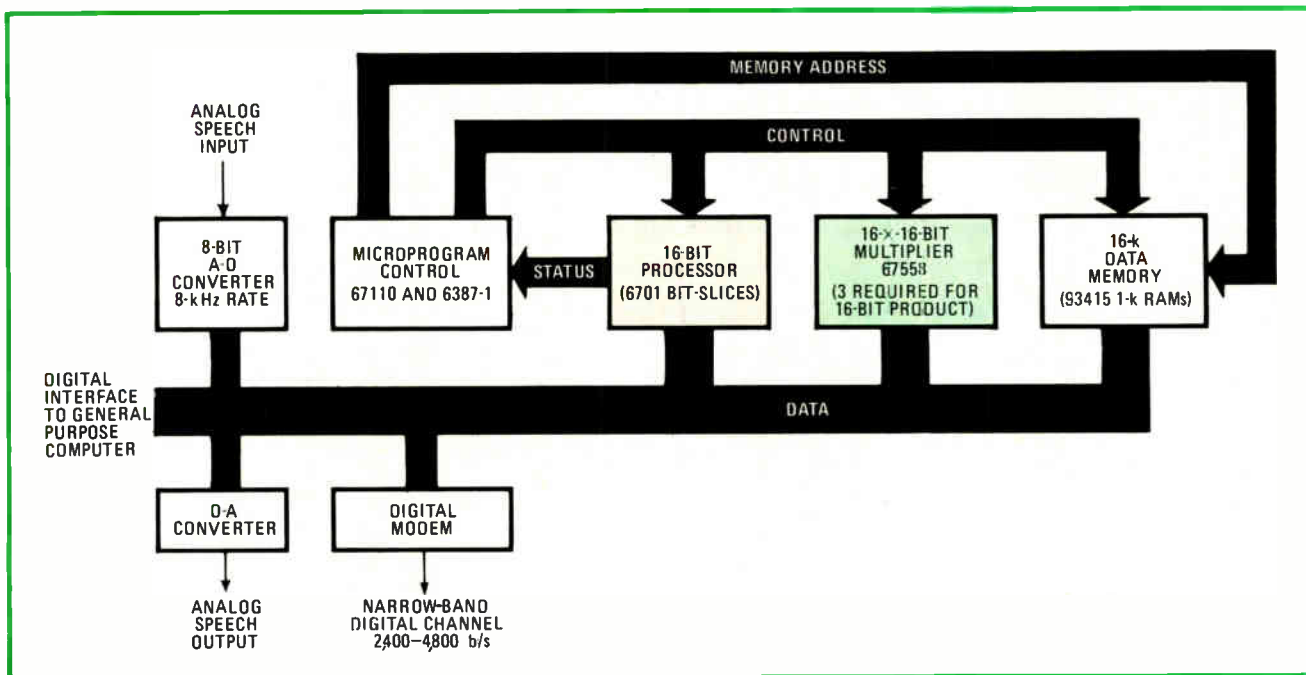 MEMORY ADDRESS
CONTROL
ANALOG
SPEECH
INPUT
8-BIT
A-D
CONVERTER
8-kHz RATE
MICROPROGRAM
CONTROL
67110 AND 6387-1
STATUS
16-BIT
PROCESSOR
(6701 BIT-SLICES)
16-×-16-BIT
MULTIPLIER
67558
(3 REQUIRED FOR
16-BIT PRODUCT)
16-k
DATA
MEMORY
(93415 1-k RAMs)
DIGITAL
INTERFACE
TO GENERAL
PURPOSE
COMPUTER
DATA
D-A
CONVERTER
DIGITAL
MODEM
ANALOG
SPEECH
OUTPUT
NARROW-BAND
DIGITAL CHANNEL
2,400–4,800 b/s